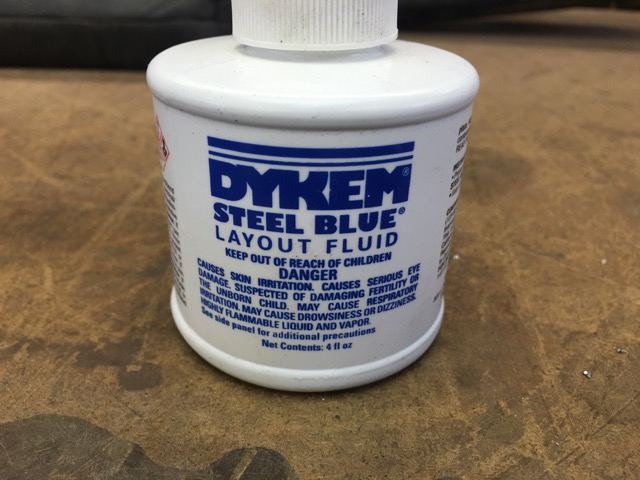 DYKEM®
STEEL BLUE®
LAYOUT FLUID
KEEP OUT OF REACH OF CHILDREN
DANGER
CAUSES SKIN IRRITATION. CAUSES SERIOUS EYE
DAMAGE. SUSPECTED OF DAMAGING FERTILITY OR
THE UNBORN CHILD. MAY CAUSE RESPIRATORY
IRRITATION. MAY CAUSE DROWSINESS OR DIZZINESS.
HIGHLY FLAMMABLE LIQUID AND VAPOR.
See side panel for additional precautions
Net Contents: 4 fl oz